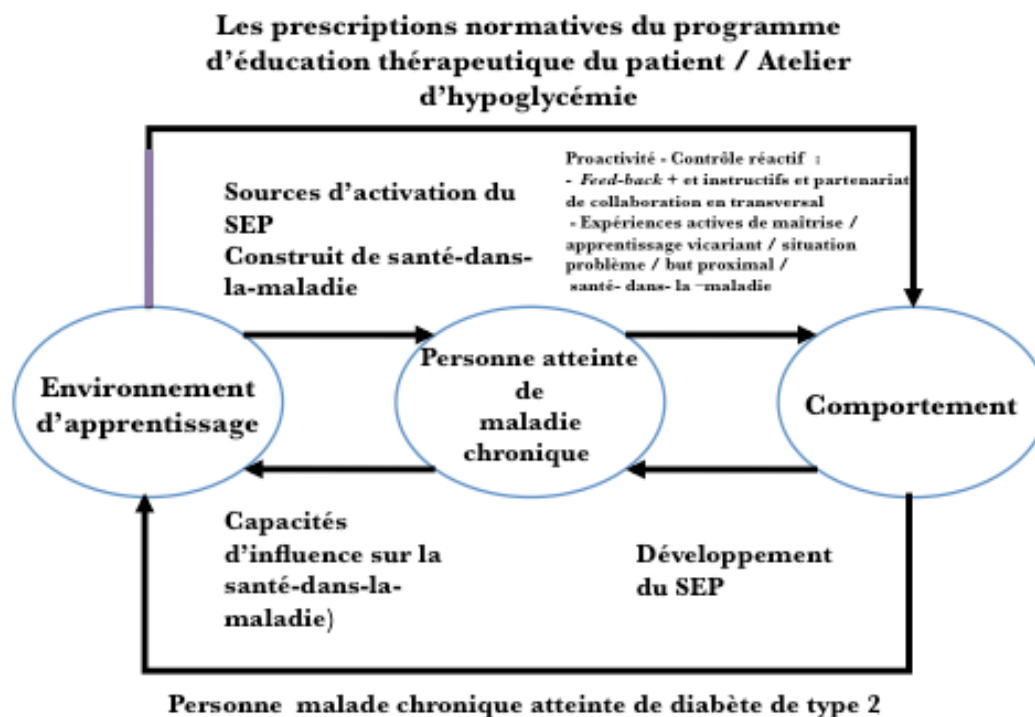 Les prescriptions normatives du programme
d'éducation thérapeutique du patient / Atelier
d'hypoglycémie
Sources d'activation du
SEP
Construit de santé-dans-
la-maladie
Proactivité - Contrôle réactif :
- Feed-back + et instructifs et partenariat
de collaboration en transversal
- Expériences actives de maîtrise /
apprentissage vicariant / situation
problème / but proximal /
santé- dans- la –maladie
Environnement
d'apprentissage
Personne atteinte
de
maladie
chronique
Comportement
Capacités
d'influence sur la
santé-dans-la-
maladie)
Développement
du SEP
Personne malade chronique atteinte de diabète de type 2